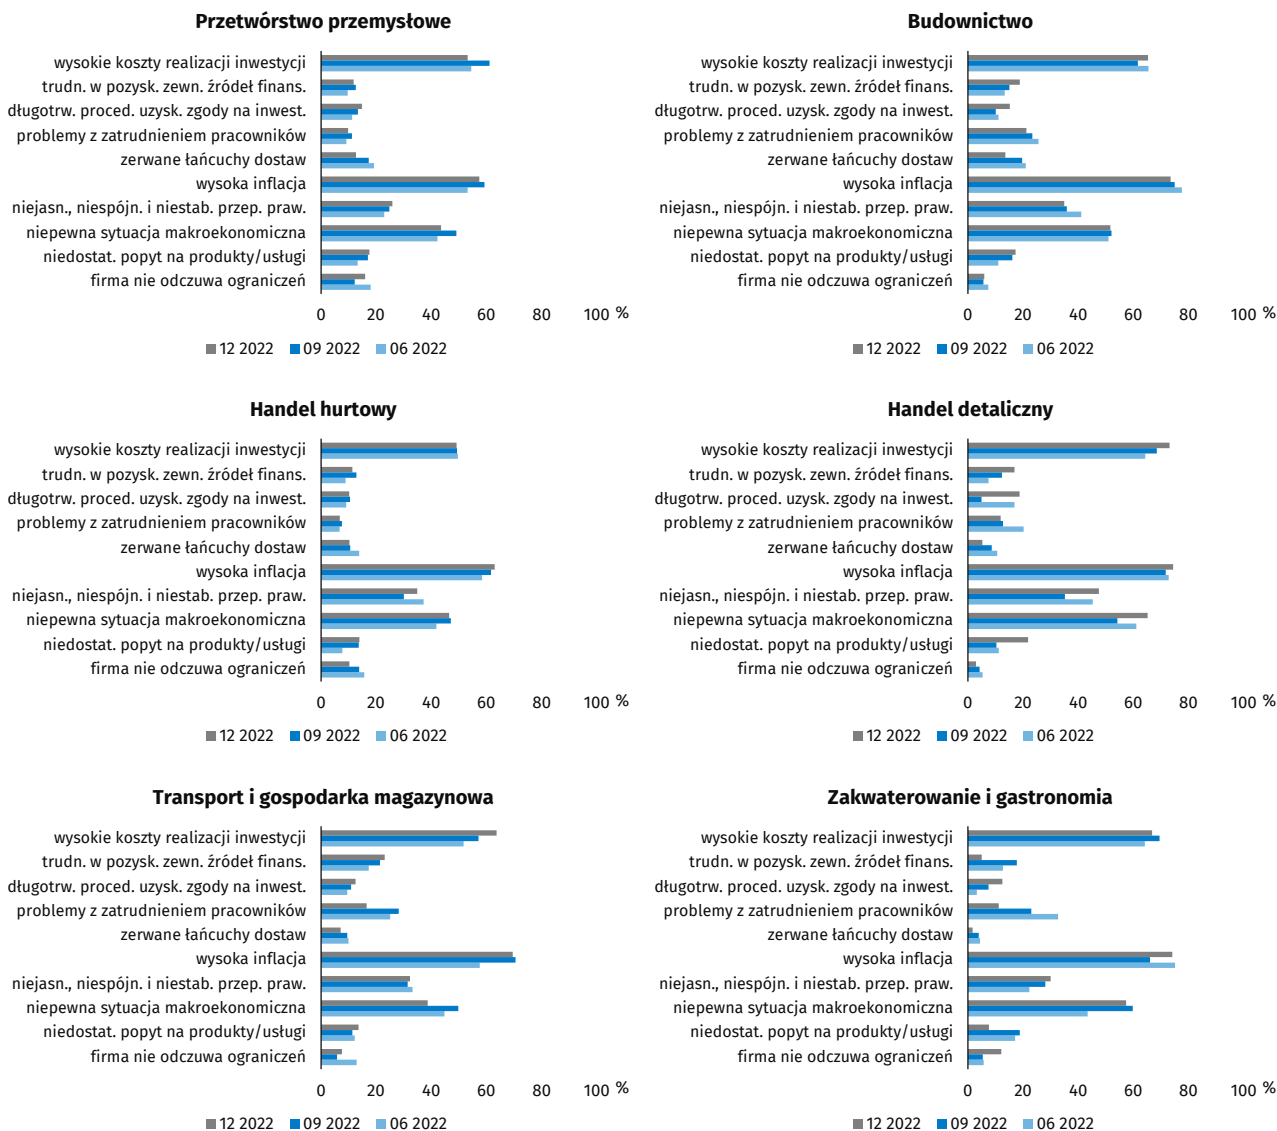 Przetwórstwo przemysłowe
wysokie koszty realizacji inwestycji
trudn. w pozysk. zewn. źródeł finans.
długotrw. proced. uzysk. zgody na inwest.
problemy z zatrudnieniem pracowników
zerwane łańcuchy dostaw
wysoka inflacja
niejasn., niespójn. i niestab. przep. praw.
niepewna sytuacja makroekonomiczna
niedostat. popyt na produkty/usługi
firma nie odczuwa ograniczeń
0 20 40 60 80 100 %
12 2022 09 2022 06 2022
Budownictwo
wysokie koszty realizacji inwestycji
trudn. w pozysk. zewn. źródeł finans.
długotrw. proced. uzysk. zgody na inwest.
problemy z zatrudnieniem pracowników
zerwane łańcuchy dostaw
wysoka inflacja
niejasn., niespójn. i niestab. przep. praw.
niepewna sytuacja makroekonomiczna
niedostat. popyt na produkty/usługi
firma nie odczuwa ograniczeń
0 20 40 60 80 100 %
12 2022 09 2022 06 2022
Handel hurtowy
wysokie koszty realizacji inwestycji
trudn. w pozysk. zewn. źródeł finans.
długotrw. proced. uzysk. zgody na inwest.
problemy z zatrudnieniem pracowników
zerwane łańcuchy dostaw
wysoka inflacja
niejasn., niespójn. i niestab. przep. praw.
niepewna sytuacja makroekonomiczna
niedostat. popyt na produkty/usługi
firma nie odczuwa ograniczeń
0 20 40 60 80 100 %
12 2022 09 2022 06 2022
Handel detaliczny
wysokie koszty realizacji inwestycji
trudn. w pozysk. zewn. źródeł finans.
długotrw. proced. uzysk. zgody na inwest.
problemy z zatrudnieniem pracowników
zerwane łańcuchy dostaw
wysoka inflacja
niejasn., niespójn. i niestab. przep. praw.
niepewna sytuacja makroekonomiczna
niedostat. popyt na produkty/usługi
firma nie odczuwa ograniczeń
0 20 40 60 80 100 %
12 2022 09 2022 06 2022
Transport i gospodarka magazynowa
wysokie koszty realizacji inwestycji
trudn. w pozysk. zewn. źródeł finans.
długotrw. proced. uzysk. zgody na inwest.
problemy z zatrudnieniem pracowników
zerwane łańcuchy dostaw
wysoka inflacja
niejasn., niespójn. i niestab. przep. praw.
niepewna sytuacja makroekonomiczna
niedostat. popyt na produkty/usługi
firma nie odczuwa ograniczeń
0 20 40 60 80 100 %
12 2022 09 2022 06 2022
Zakwaterowanie i gastronomia
wysokie koszty realizacji inwestycji
trudn. w pozysk. zewn. źródeł finans.
długotrw. proced. uzysk. zgody na inwest.
problemy z zatrudnieniem pracowników
zerwane łańcuchy dostaw
wysoka inflacja
niejasn., niespójn. i niestab. przep. praw.
niepewna sytuacja makroekonomiczna
niedostat. popyt na produkty/usługi
firma nie odczuwa ograniczeń
0 20 40 60 80 100 %
12 2022 09 2022 06 2022